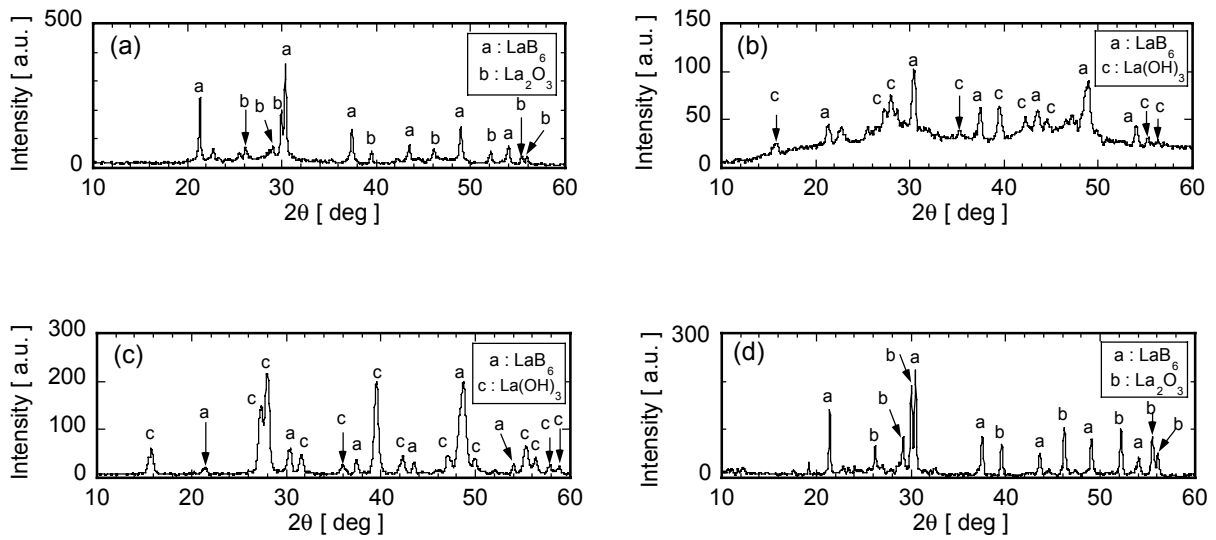 500
(a)
a
a : LaB6
b : La2O3
a
b
b
b
b
a
b
a
b
a
b
a
b
b
0
10 20 30 40 50 60
2θ [ deg ]
Intensity [ a.u. ]
150
100
50
0
(b)
a : LaB6
c : La(OH)3
c
a
c
c
a
c
a
c
c
a
c
a
a
c
c
10 20 30 40 50 60
2θ [ deg ]
Intensity [ a.u. ]
300
200
100
0
(c)
a : LaB6
c : La(OH)3
c
a
c
c
a
c
c
a
c
c
a
c
a
c
a
c
c
c
c
10 20 30 40 50 60
2θ [ deg ]
Intensity [ a.u. ]
300
0
(d)
a : LaB6
b : La2O3
a
b
b
b
a
a
b
a
b
a
b
a
b
b
10 20 30 40 50 60
2θ [ deg ]
Intensity [ a.u. ]